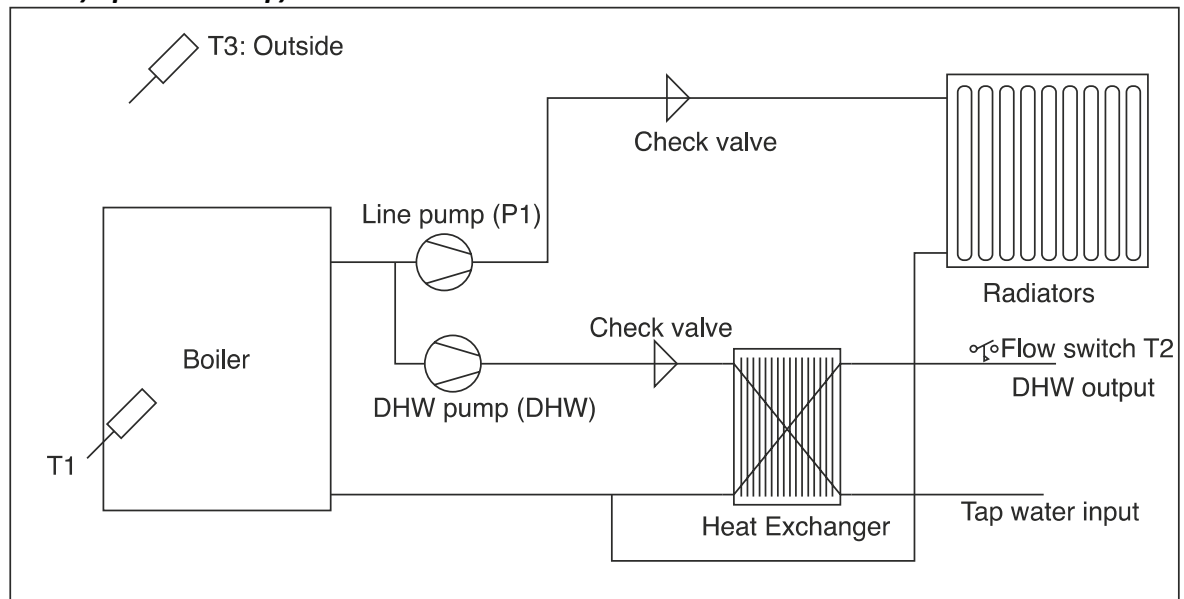 T3: Outside
Check valve
Line pump (P1)
Radiators
Check valve
Boiler
Flow switch T2
DHW output
DHW pump (DHW)
T1
Tap water input
Heat Exchanger